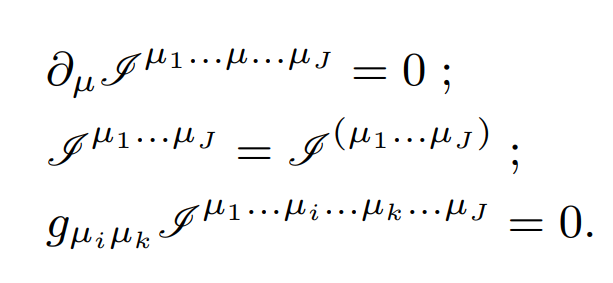 ∂_μ ℐ^{μ_1…μ…μ_J} = 0 ;
ℐ^{μ_1…μ_J} = ℐ^{(μ_1…μ_J)} ;
g_{μ_i μ_k} ℐ^{μ_1…μ_i…μ_k…μ_J} = 0.